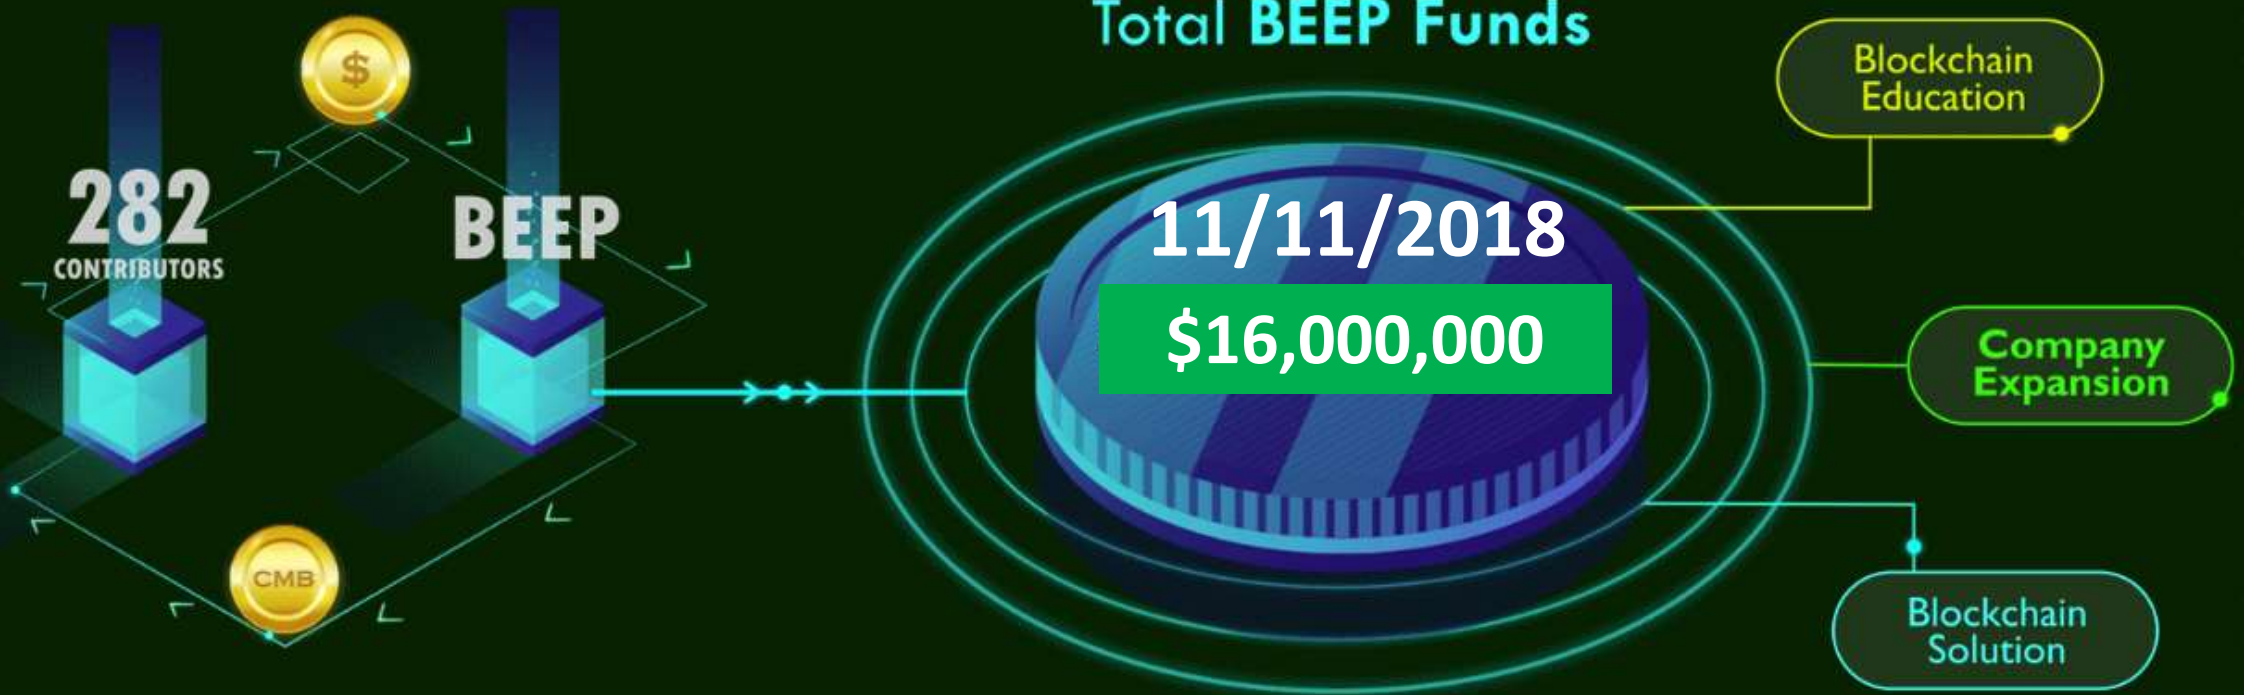 Total BEEP Funds
$
282
CONTRIBUTORS
BEEP
CMB
11/11/2018
$16,000,000
Blockchain
Education
Company
Expansion
Blockchain
Solution